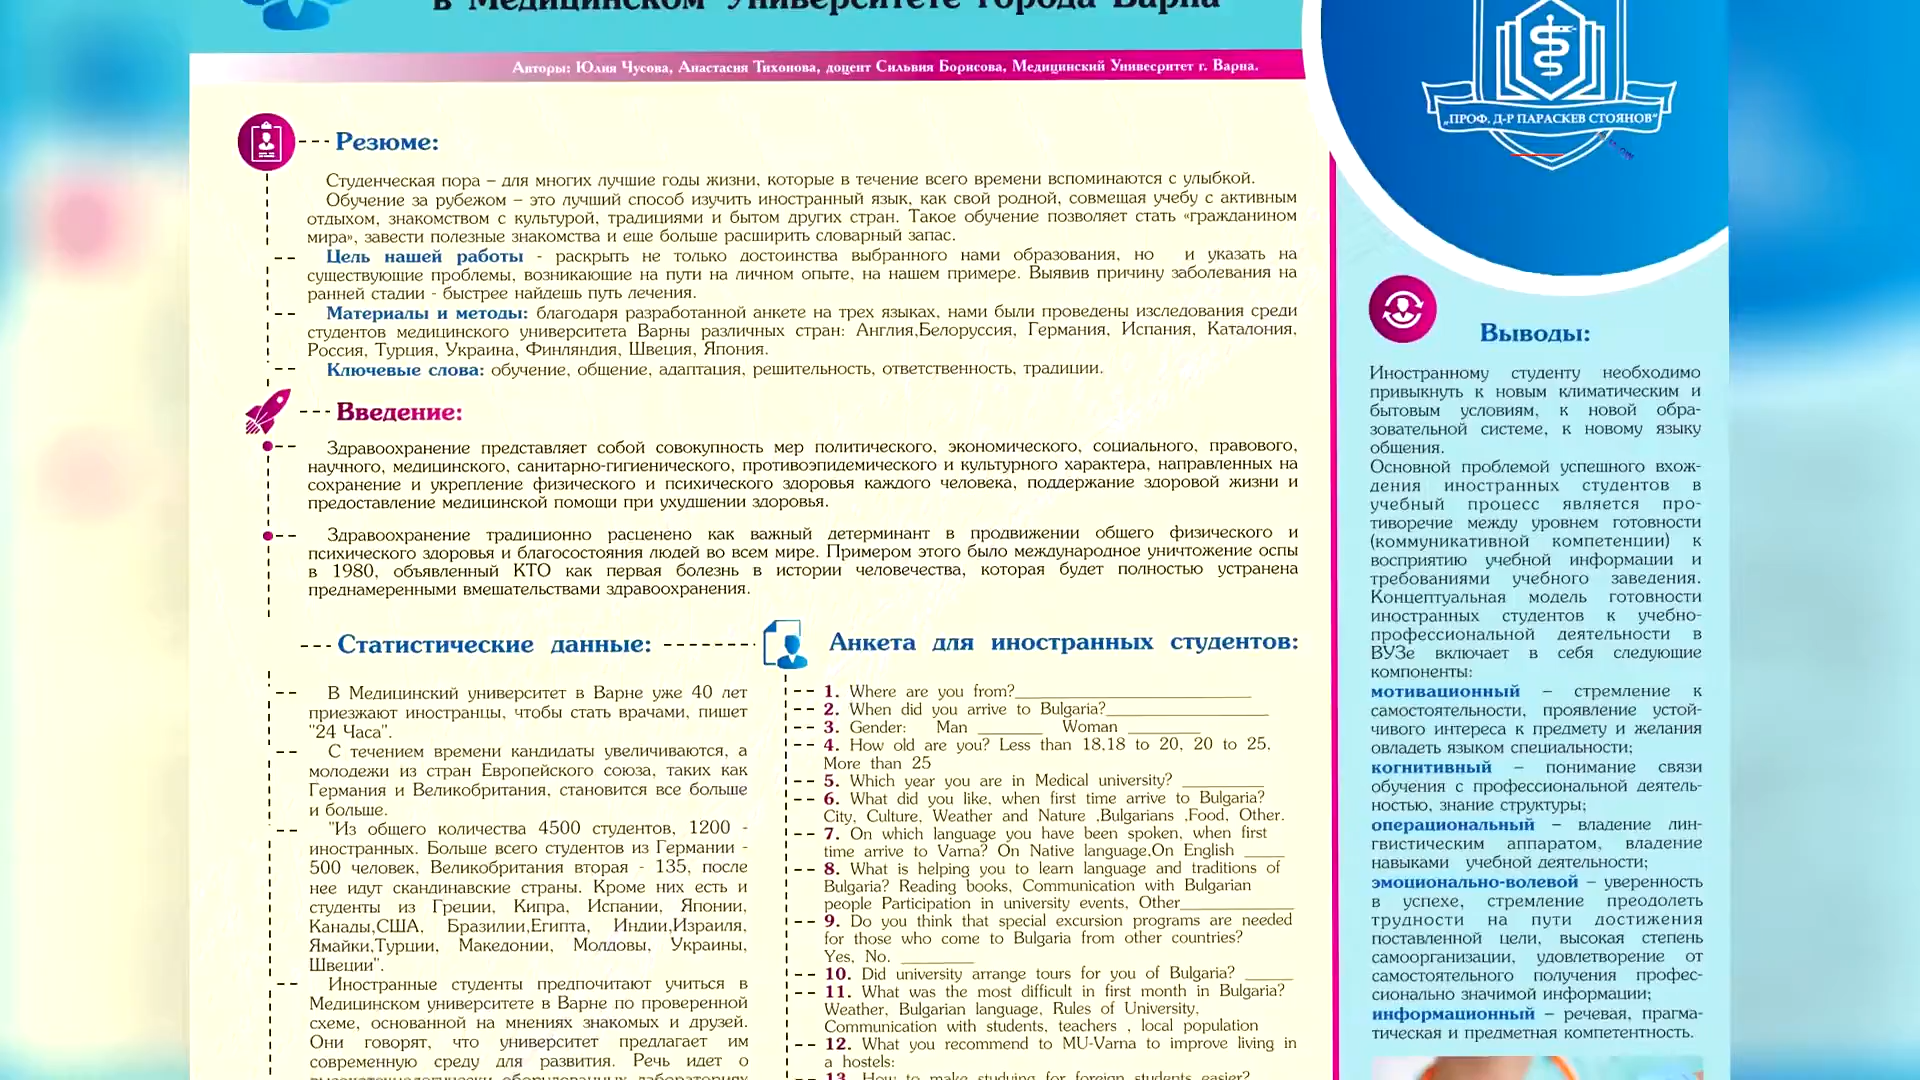 в Медицинском Университете города Варна
Авторы: Юлия Чусова, Анастасия Тихонова, доцент Сильвия Борисова, Медицинский Унивесритет г. Варна.
„ПРОФ. Д-Р ПАРАСКЕВ СТОЯНОВ“
Резюме:
Студенческая пора – для многих лучшие годы жизни, которые в течение всего времени вспоминаются с улыбкой.
Обучение за рубежом – это лучший способ изучить иностранный язык, как свой родной, совмещая учебу с активным
отдыхом, знакомством с культурой, традициями и бытом других стран. Такое обучение позволяет стать «гражданином
мира», завести полезные знакомства и еще больше расширить словарный запас.
Цель нашей работы - раскрыть не только достоинства выбранного нами образования, но и указать на
существующие проблемы, возникающие на пути на личном опыте, на нашем примере. Выявив причину заболевания на
ранней стадии - быстрее найдешь путь лечения.
Материалы и методы: благодаря разработанной анкете на трех языках, нами были проведены изследования среди
студентов медицинского университета Варны различных стран: Англия,Белоруссия, Германия, Испания, Каталония,
Россия, Турция, Украина, Финляндия, Швеция, Япония.
Ключевые слова: обучение, общение, адаптация, решительность, ответственность, традиции.
Введение:
Здравоохранение представляет собой совокупность мер политического, экономического, социального, правового,
научного, медицинского, санитарно-гигиенического, противоэпидемического и культурного характера, направленных на
сохранение и укрепление физического и психического здоровья каждого человека, поддержание здоровой жизни и
предоставление медицинской помощи при ухудшении здоровья.
Здравоохранение традиционно расценено как важный детерминант в продвижении общего физического и
психического здоровья и благосостояния людей во всем мире. Примером этого было международное уничтожение оспы
в 1980, объявленный КТО как первая болезнь в истории человечества, которая будет полностью устранена
преднамеренными вмешательствами здравоохранения.
Статистические данные:
В Медицинский университет в Варне уже 40 лет
приезжают иностранцы, чтобы стать врачами, пишет
"24 Часа".
С течением времени кандидаты увеличиваются, а
молодежи из стран Европейского союза, таких как
Германия и Великобритания, становится все больше
и больше.
"Из общего количества 4500 студентов, 1200 -
иностранных. Больше всего студентов из Германии -
500 человек, Великобритания вторая - 135, после
нее идут скандинавские страны. Кроме них есть и
студенты из Греции, Кипра, Испании, Японии,
Канады,США, Бразилии,Египта, Индии,Израиля,
Ямайки,Турции, Македонии, Молдовы, Украины,
Швеции".
Иностранные студенты предпочитают учиться в
Медицинском университете в Варне по проверенной
схеме, основанной на мнениях знакомых и друзей.
Они говорят, что университет предлагает им
современную среду для развития. Речь идет о
высокотехнологически оборудованных лабораториях
Анкета для иностранных студентов:
1. Where are you from?
2. When did you arrive to Bulgaria?
3. Gender: Man Woman
4. How old are you? Less than 18,18 to 20, 20 to 25,
More than 25
5. Which year you are in Medical university?
6. What did you like, when first time arrive to Bulgaria?
City, Culture, Weather and Nature ,Bulgarians ,Food, Other.
7. On which language you have been spoken, when first
time arrive to Varna? On Native language,On English
8. What is helping you to learn language and traditions of
Bulgaria? Reading books, Communication with Bulgarian
people Participation in university events, Other
9. Do you think that special excursion programs are needed
for those who come to Bulgaria from other countries?
Yes, No.
10. Did university arrange tours for you of Bulgaria?
11. What was the most difficult in first month in Bulgaria?
Weather, Bulgarian language, Rules of University,
Communication with students, teachers , local population
12. What you recommend to MU-Varna to improve living in
a hostels:
13. How to make studying for foreign students easier?
Выводы:
Иностранному студенту необходимо
привыкнуть к новым климатическим и
бытовым условиям, к новой обра-
зовательной системе, к новому языку
общения.
Основной проблемой успешного вхож-
дения иностранных студентов в
учебный процесс является про-
тиворечие между уровнем готовности
(коммуникативной компетенции) к
восприятию учебной информации и
требованиями учебного заведения.
Концептуальная модель готовности
иностранных студентов к учебно-
профессиональной деятельности в
ВУЗе включает в себя следующие
компоненты:
мотивационный – стремление к
самостоятельности, проявление устой-
чивого интереса к предмету и желания
овладеть языком специальности;
когнитивный – понимание связи
обучения с профессиональной деятель-
ностью, знание структуры;
операциональный – владение лин-
гвистическим аппаратом, владение
навыками учебной деятельности;
эмоционально-волевой – уверенность
в успехе, стремление преодолеть
трудности на пути достижения
поставленной цели, высокая степень
самоорганизации, удовлетворение от
самостоятельного получения профес-
сионально значимой информации;
информационный – речевая, прагма-
тическая и предметная компетентность.